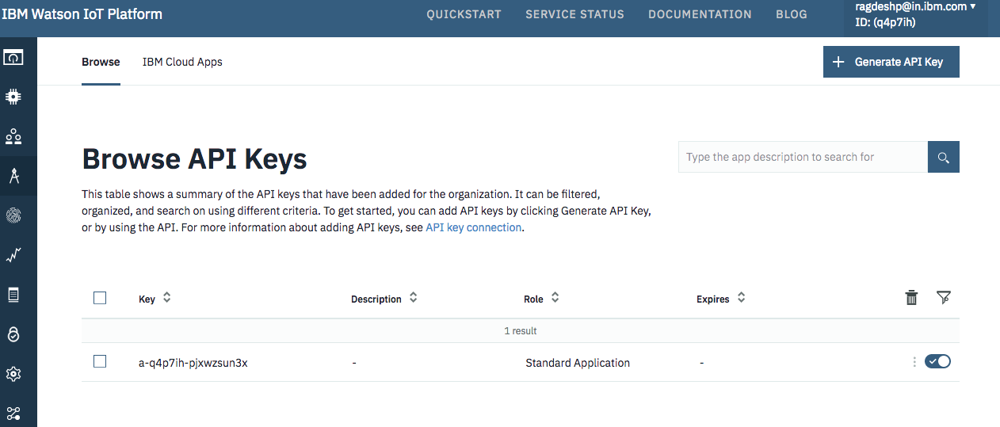 IBM Watson IoT Platform
QUICKSTART SERVICE STATUS DOCUMENTATION BLOG
ragdeshp@in.ibm.com
ID: (q4p7ih)
Browse IBM Cloud Apps
Generate API Key
Browse API Keys
Type the app description to search for
This table shows a summary of the API keys that have been added for the organization. It can be filtered,
organized, and search on using different criteria. To get started, you can add API keys by clicking Generate API Key,
or by using the API. For more information about adding API keys, see API key connection.
Key Description Role Expires
1 result
a-q4p7ih-pjxwzsun3x - Standard Application -